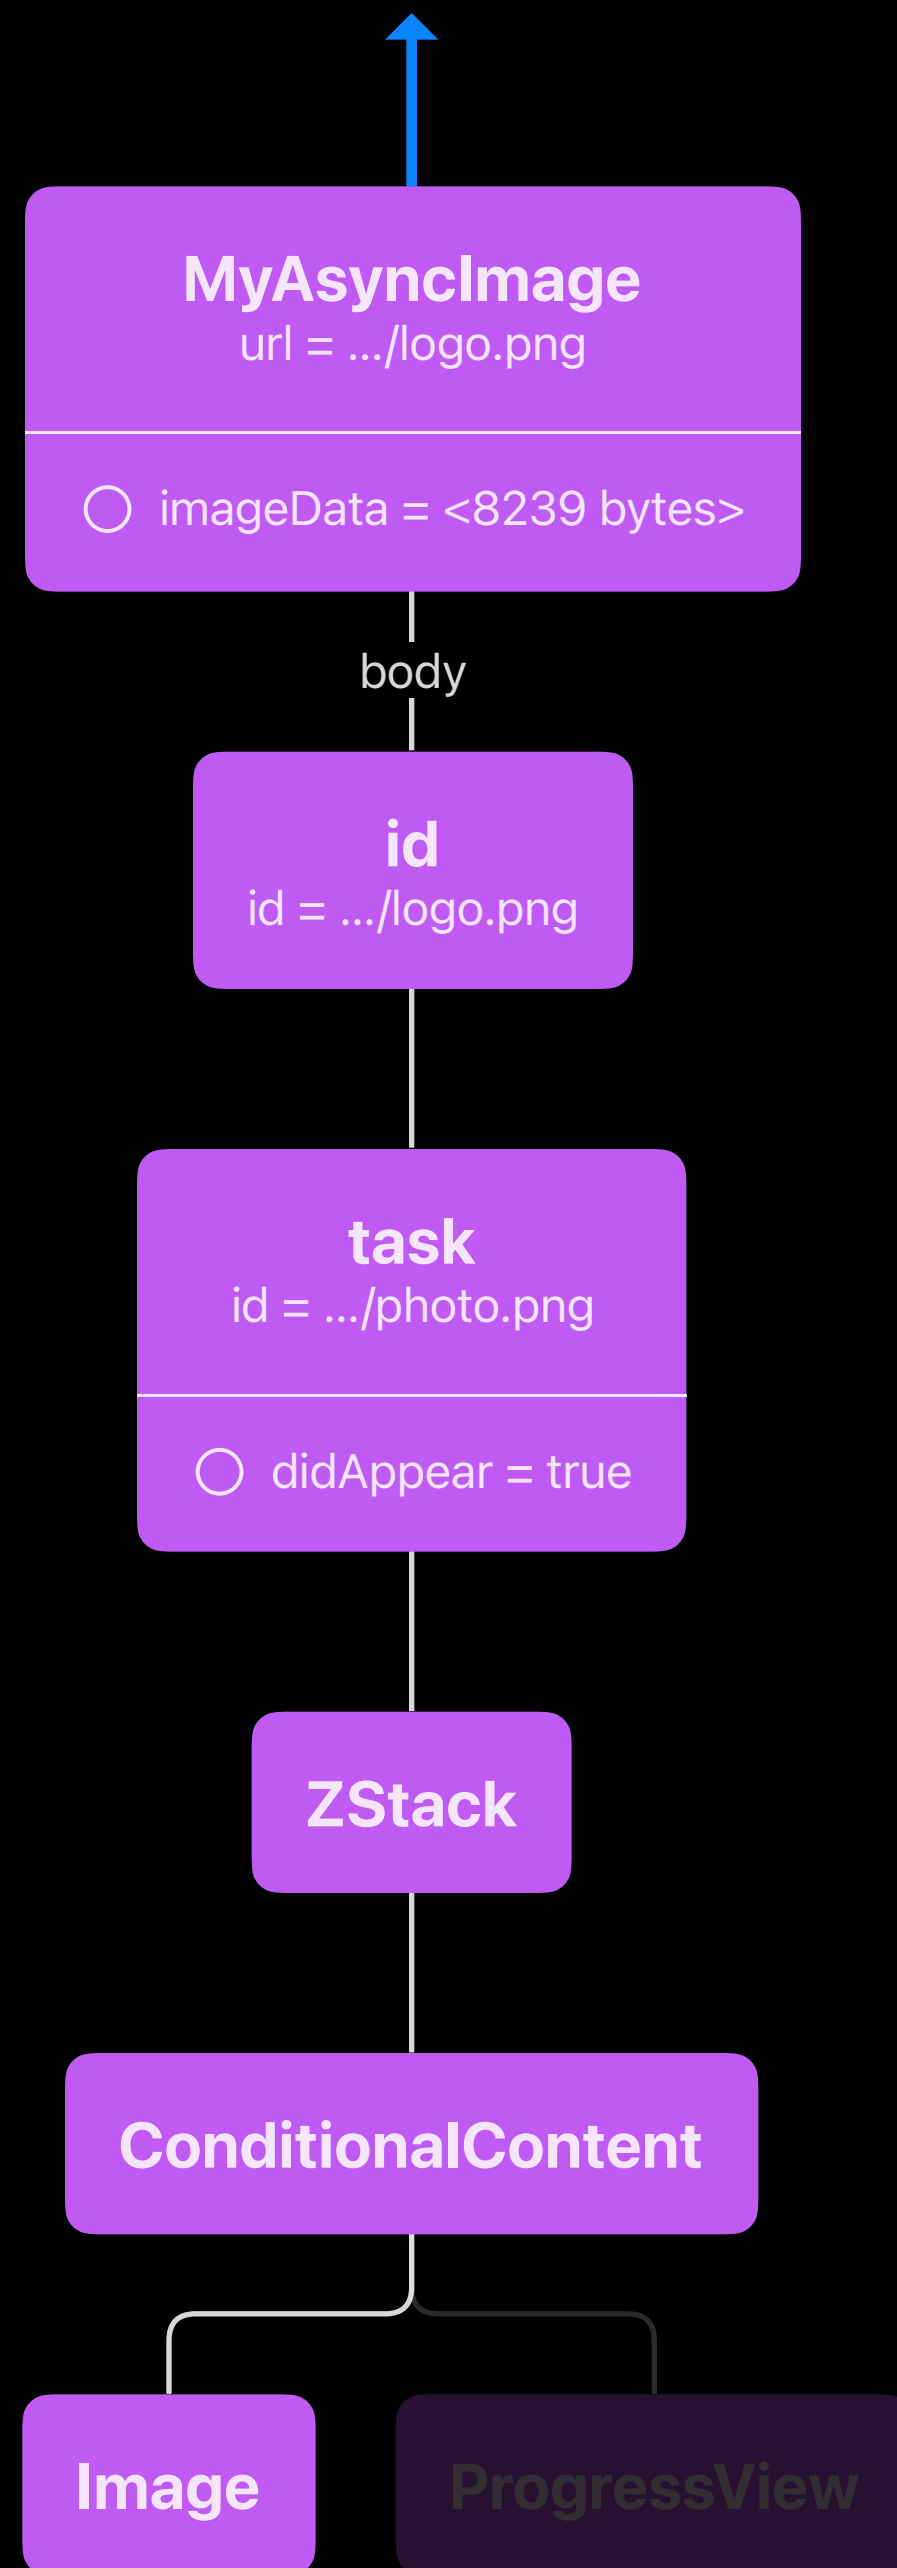 MyAsyncImage
url = .../logo.png
imageData = <8239 bytes>
body
id
id = .../logo.png
task
id = .../photo.png
didAppear = true
ZStack
ConditionalContent
Image
ProgressView